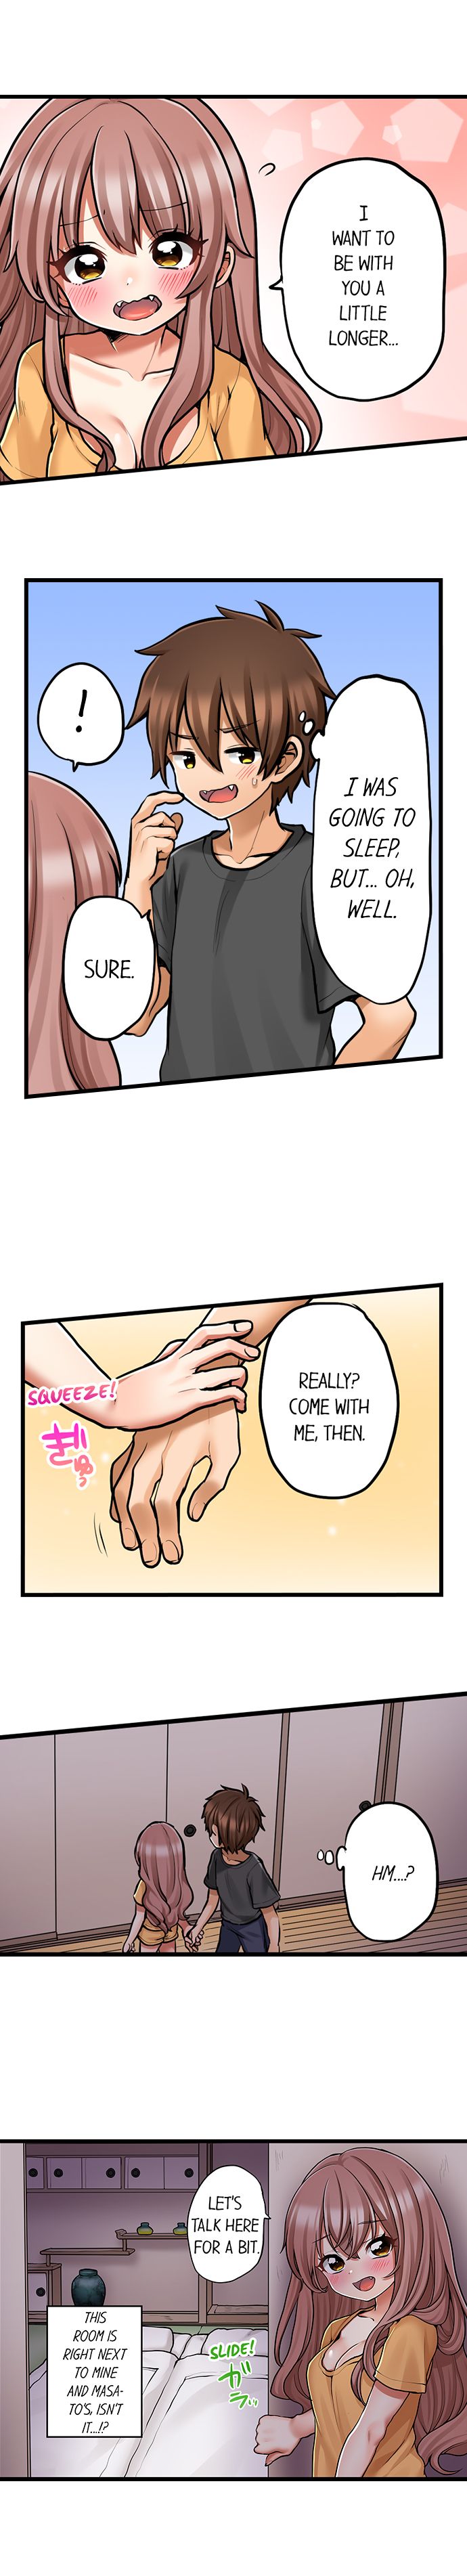 I
WANT TO
BE WITH
YOU A
LITTLE
LONGER...
!
I WAS
GOING TO
SLEEP,
BUT... OH,
WELL.
SURE.
REALLY?
COME WITH
ME, THEN.
SQUEEZE!
ぎゅっ
HM...?
LET'S
TALK HERE
FOR A BIT.
THIS
ROOM IS
RIGHT NEXT
TO MINE
AND MASA-
TO'S, ISN'T
IT...!?
SLIDE!
ガラッ